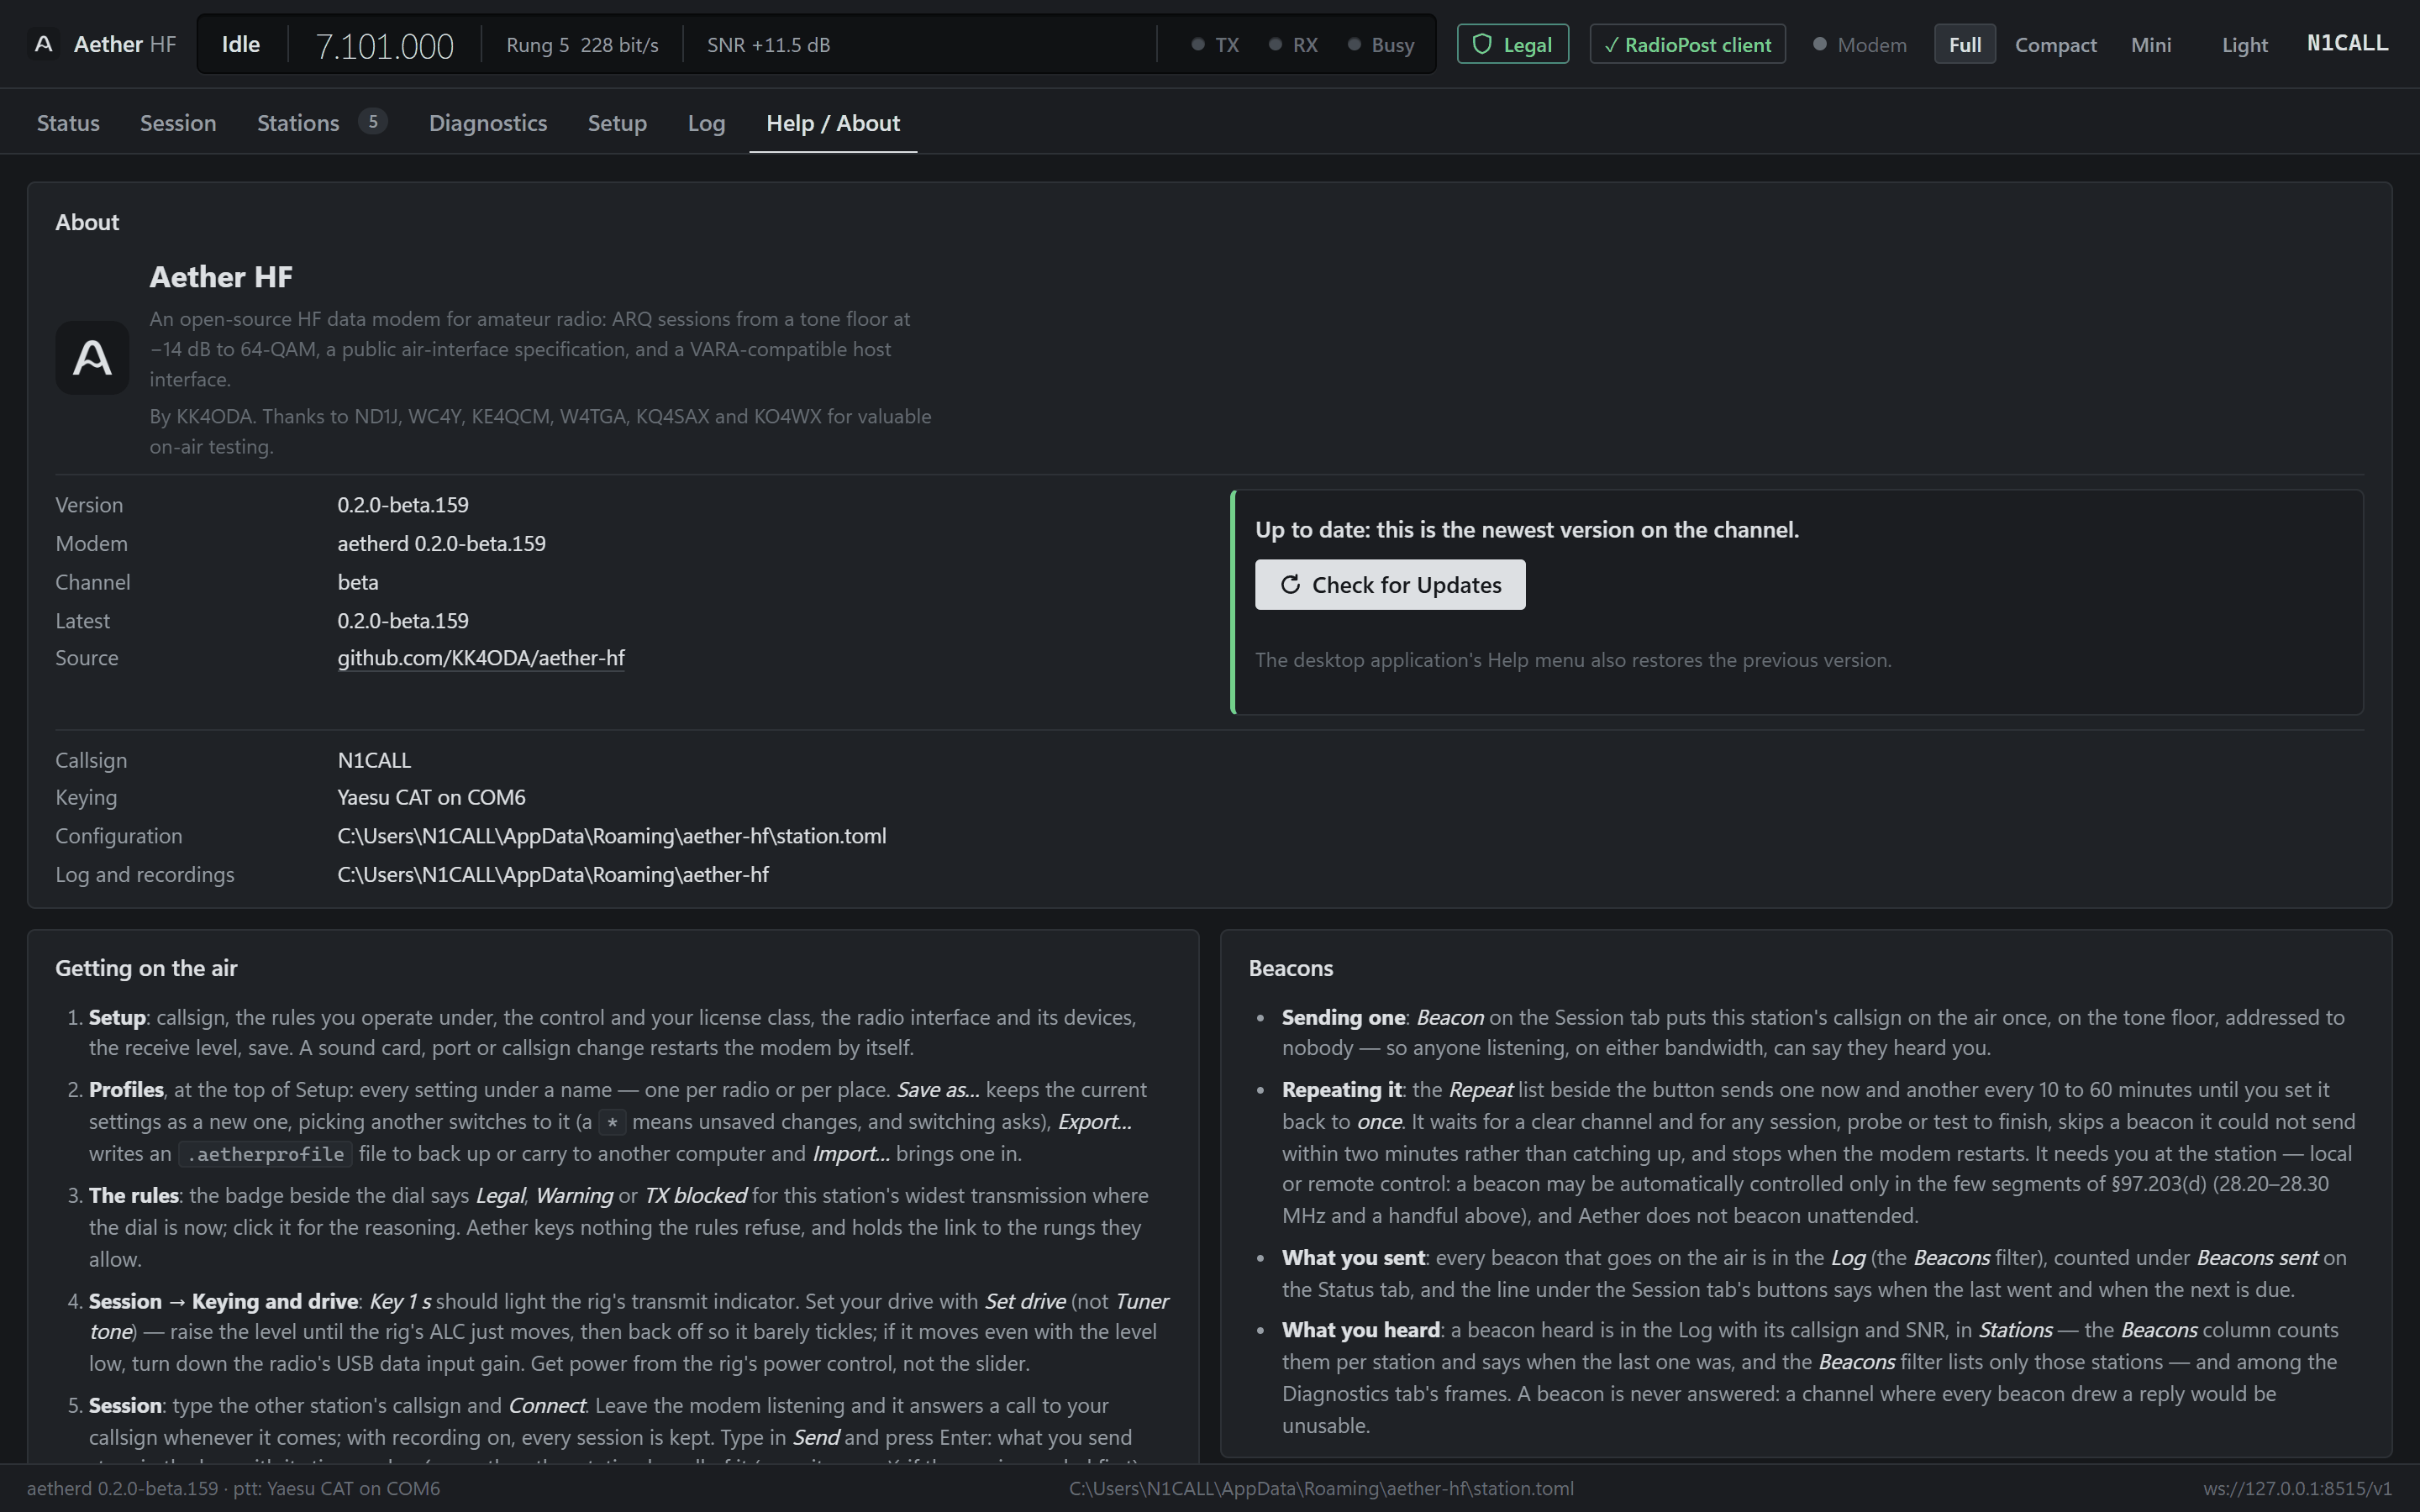 Aether HF
Idle
7.101.000
Rung 5 228 bit/s
SNR +11.5 dB
TX
RX
Busy
Legal
✓ RadioPost client
Modem
Full
Compact
Mini
Light
N1CALL
Status
Session
Stations 5
Diagnostics
Setup
Log
Help / About
About
Aether HF
An open-source HF data modem for amateur radio: ARQ sessions from a tone floor at
−14 dB to 64-QAM, a public air-interface specification, and a VARA-compatible host
interface.
By KK4ODA. Thanks to ND1J, WC4Y, KE4QCM, W4TGA, KQ4SAX and KO4WX for valuable
on-air testing.
Version 0.2.0-beta.159
Modem aetherd 0.2.0-beta.159
Channel beta
Latest 0.2.0-beta.159
Source github.com/KK4ODA/aether-hf
Up to date: this is the newest version on the channel.
Check for Updates
The desktop application's Help menu also restores the previous version.
Callsign N1CALL
Keying Yaesu CAT on COM6
Configuration C:\Users\N1CALL\AppData\Roaming\aether-hf\station.toml
Log and recordings C:\Users\N1CALL\AppData\Roaming\aether-hf
Getting on the air
1. Setup: callsign, the rules you operate under, the control and your license class, the radio interface and its devices,
the receive level, save. A sound card, port or callsign change restarts the modem by itself.
2. Profiles, at the top of Setup: every setting under a name — one per radio or per place. Save as... keeps the current
settings as a new one, picking another switches to it (a * means unsaved changes, and switching asks), Export...
writes an .aetherprofile file to back up or carry to another computer and Import... brings one in.
3. The rules: the badge beside the dial says Legal, Warning or TX blocked for this station's widest transmission where
the dial is now; click it for the reasoning. Aether keys nothing the rules refuse, and holds the link to the rungs they
allow.
4. Session → Keying and drive: Key 1 s should light the rig's transmit indicator. Set your drive with Set drive (not Tuner
tone) — raise the level until the rig's ALC just moves, then back off so it barely tickles; if it moves even with the level
low, turn down the radio's USB data input gain. Get power from the rig's power control, not the slider.
5. Session: type the other station's callsign and Connect. Leave the modem listening and it answers a call to your
callsign whenever it comes; with recording on, every session is kept. Type in Send and press Enter: what you send
Beacons
• Sending one: Beacon on the Session tab puts this station's callsign on the air once, on the tone floor, addressed to
nobody — so anyone listening, on either bandwidth, can say they heard you.
• Repeating it: the Repeat list beside the button sends one now and another every 10 to 60 minutes until you set it
back to once. It waits for a clear channel and for any session, probe or test to finish, skips a beacon it could not send
within two minutes rather than catching up, and stops when the modem restarts. It needs you at the station — local
or remote control: a beacon may be automatically controlled only in the few segments of §97.203(d) (28.20–28.30
MHz and a handful above), and Aether does not beacon unattended.
• What you sent: every beacon that goes on the air is in the Log (the Beacons filter), counted under Beacons sent on
the Status tab, and the line under the Session tab's buttons says when the last went and when the next is due.
• What you heard: a beacon heard is in the Log with its callsign and SNR, in Stations — the Beacons column counts
them per station and says when the last one was, and the Beacons filter lists only those stations — and among the
Diagnostics tab's frames. A beacon is never answered: a channel where every beacon drew a reply would be
unusable.
aetherd 0.2.0-beta.159 · ptt: Yaesu CAT on COM6
C:\Users\N1CALL\AppData\Roaming\aether-hf\station.toml
ws://127.0.0.1:8515/v1